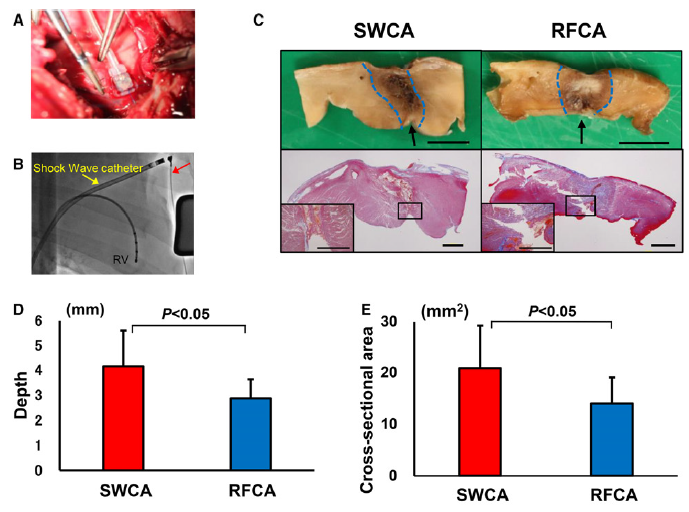 A
B
Shock Wave catheter
RV
C
SWCA
RFCA
D
(mm)
P<0.05
6
5
4
3
2
1
0
Depth
SWCA
RFCA
E
(mm²)
P<0.05
30
20
10
0
Cross-sectional area
SWCA
RFCA